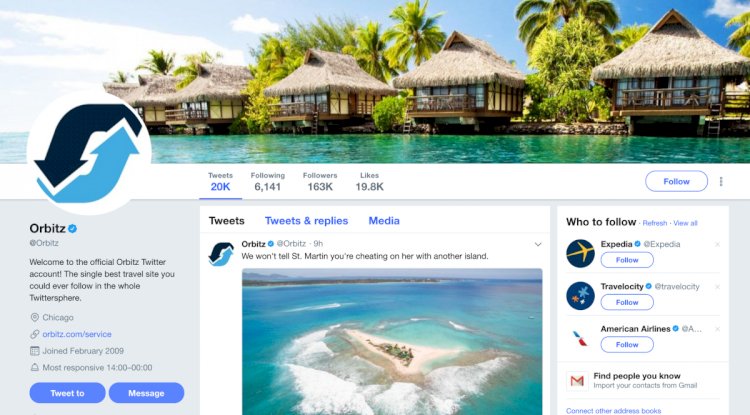 Tweets Following Followers Likes
20K 6,141 163K 19.8K
Follow
Orbitz
@Orbitz
Welcome to the official Orbitz Twitter
account! The single best travel site you
could ever follow in the whole
Twittersphere.
Chicago
orbitz.com/service
Joined February 2009
Most responsive 14:00–00:00
Tweet to Message
Tweets Tweets & replies Media
Orbitz @Orbitz · 9h
We won't tell St. Martin you're cheating on her with another island.
Who to follow · Refresh · View all
Expedia @Expedia
Follow
Travelocity @travelocity
Follow
American Airlines @A...
Follow
Find people you know
Import your contacts from Gmail
Connect other address books